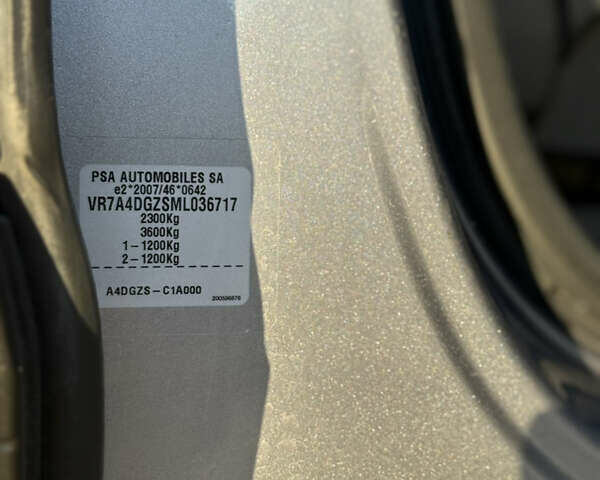 PSA AUTOMOBILES SA
e2*2007/46*0642
VR7A4DGZSML036717
2300Kg
3600Kg
1-1200Kg
2-1200Kg
A4DGZS-C1A000